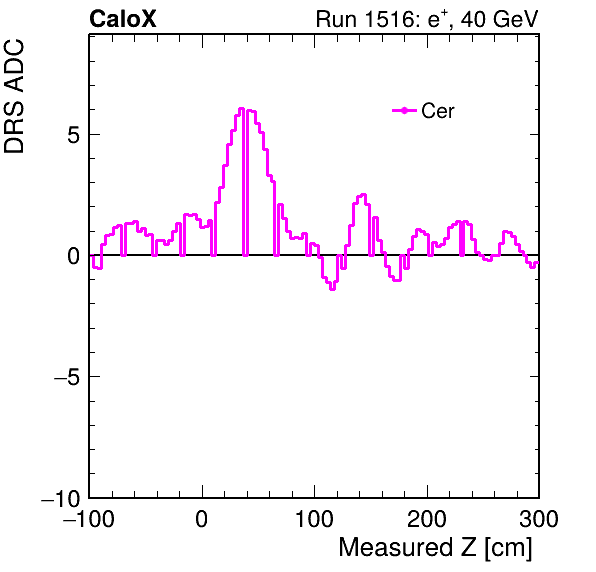 CaloX
Run 1516: e⁺, 40 GeV
DRS ADC
Cer
5
0
−5
−10
−100 0 100 200 300
Measured Z [cm]